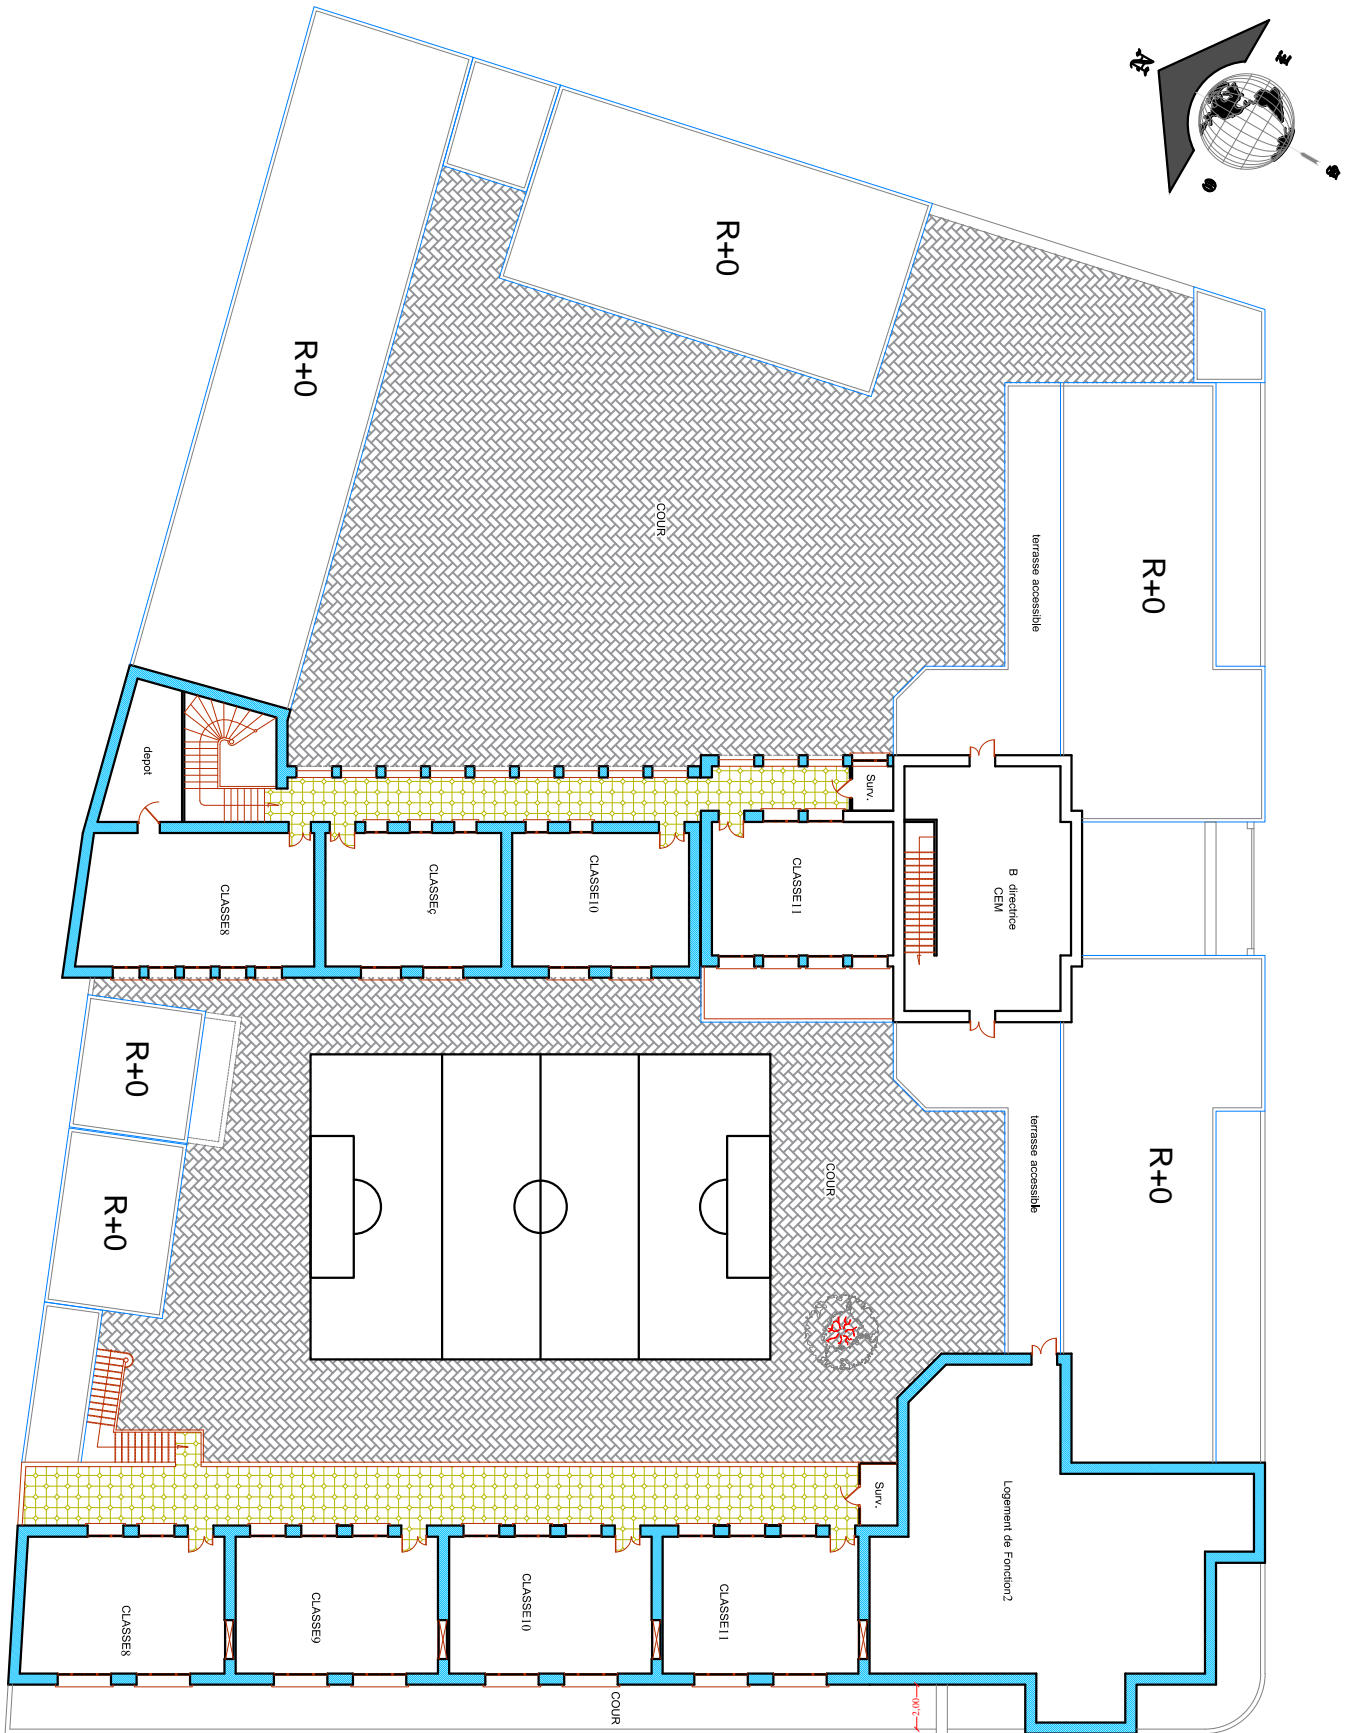 N
E
S
R+0
R+0
R+0
COUR
terrasse accessible
R+0
depot
Surv.
CLASSE8
CLASSEç
CLASSE10
CLASSE11
B directrice
CEM
R+0
R+0
COUR
terrasse accessible
R+0
Surv.
Logement de Fonction2
CLASSE8
CLASSE9
CLASSE10
CLASSE11
COUR
2.00